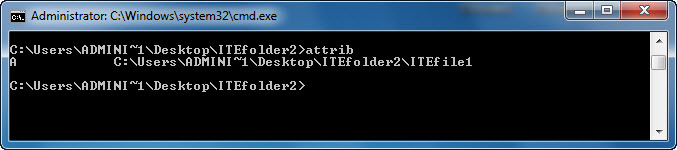 Administrator: C:\Windows\system32\cmd.exe
C:\Users\ADMINI~1\Desktop\ITEfolder2>attrib
A            C:\Users\ADMINI~1\Desktop\ITEfolder2\ITEfile1
C:\Users\ADMINI~1\Desktop\ITEfolder2>